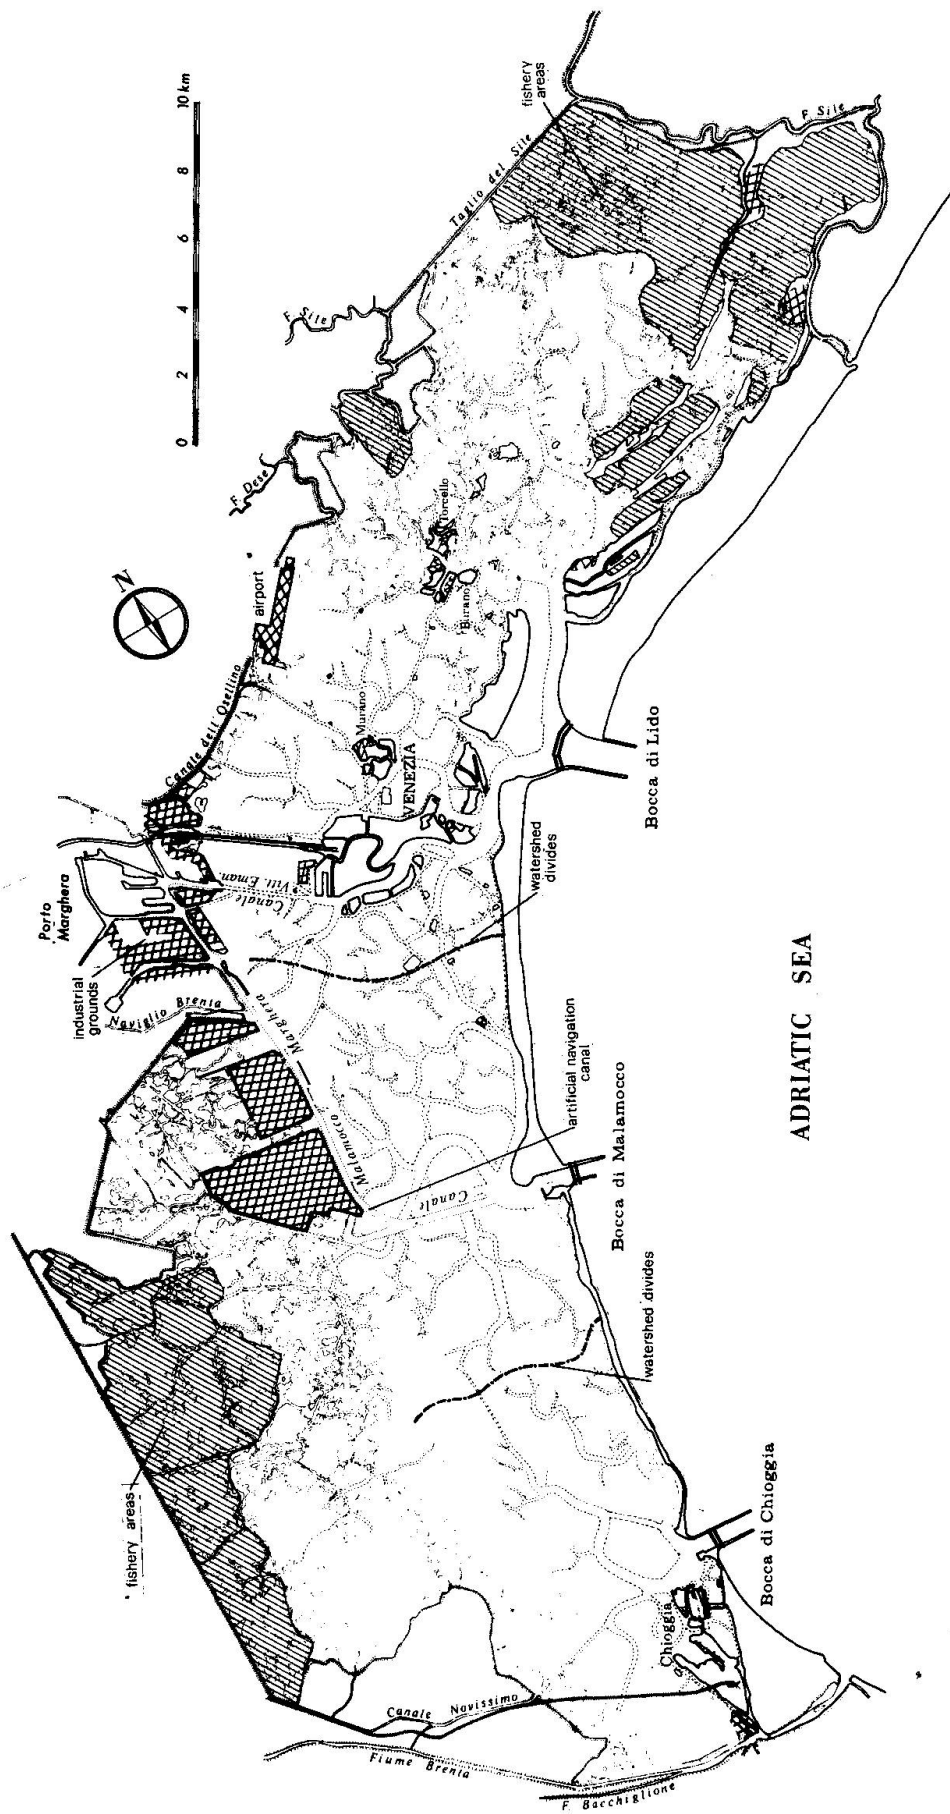 fishery
areas
F. Sile
Taglio del Sile
10 km
8
6
4
2
0
F. Sile
F. Dese
Torcello
Burano
N
airport
Canale dell' Osellino
Murano
VENEZIA
Bocca di Lido
Porto
Marghera
Canale
Vitt. Eman.
watershed
divides
industrial
grounds
Naviglio Brenta
Marghera
Malamocco
Canale
artificial navigation
canal
Bocca di Malamocco
ADRIATIC SEA
watershed divides
fishery areas
Bocca di Chioggia
Chioggia
Canale Novissimo
Fiume Brenta
F. Bacchiglione